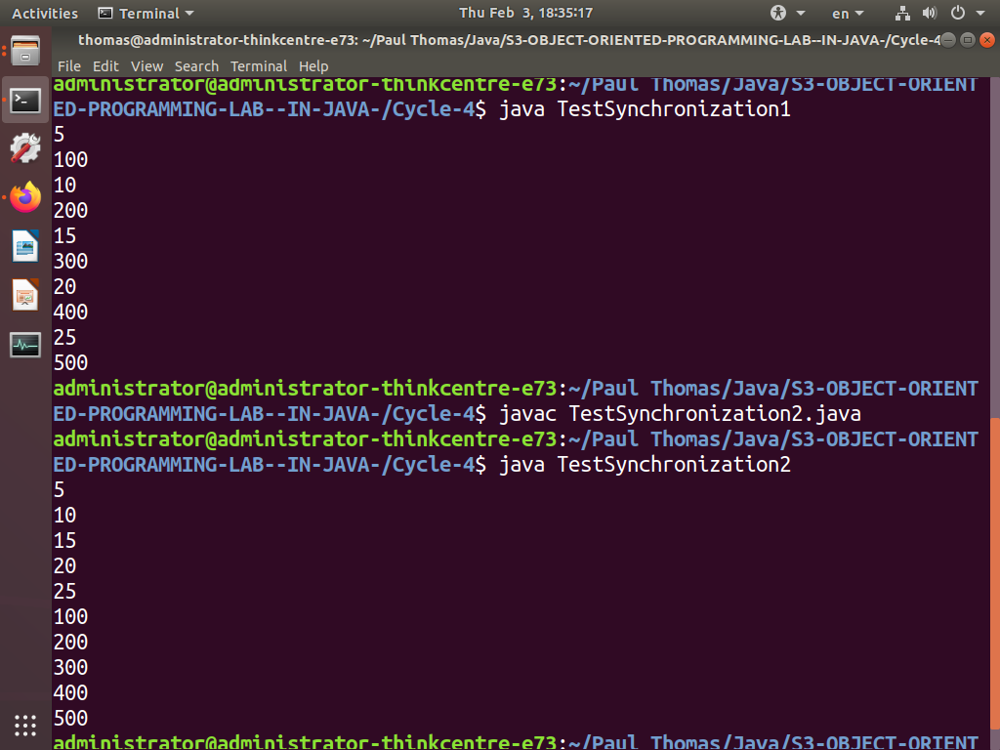 Activities Terminal Thu Feb 3, 18:35:17 en
thomas@administrator-thinkcentre-e73: ~/Paul Thomas/Java/S3-OBJECT-ORIENTED-PROGRAMMING-LAB--IN-JAVA-/Cycle-4
File Edit View Search Terminal Help
administrator@administrator-thinkcentre-e73:~/Paul Thomas/Java/S3-OBJECT-ORIENT
ED-PROGRAMMING-LAB--IN-JAVA-/Cycle-4$ java TestSynchronization1
5
100
10
200
15
300
20
400
25
500
administrator@administrator-thinkcentre-e73:~/Paul Thomas/Java/S3-OBJECT-ORIENT
ED-PROGRAMMING-LAB--IN-JAVA-/Cycle-4$ javac TestSynchronization2.java
administrator@administrator-thinkcentre-e73:~/Paul Thomas/Java/S3-OBJECT-ORIENT
ED-PROGRAMMING-LAB--IN-JAVA-/Cycle-4$ java TestSynchronization2
5
10
15
20
25
100
200
300
400
500
administrator@administrator-thinkcentre-e73:~/Paul Thomas/Java/S3-OBJECT-ORIENT